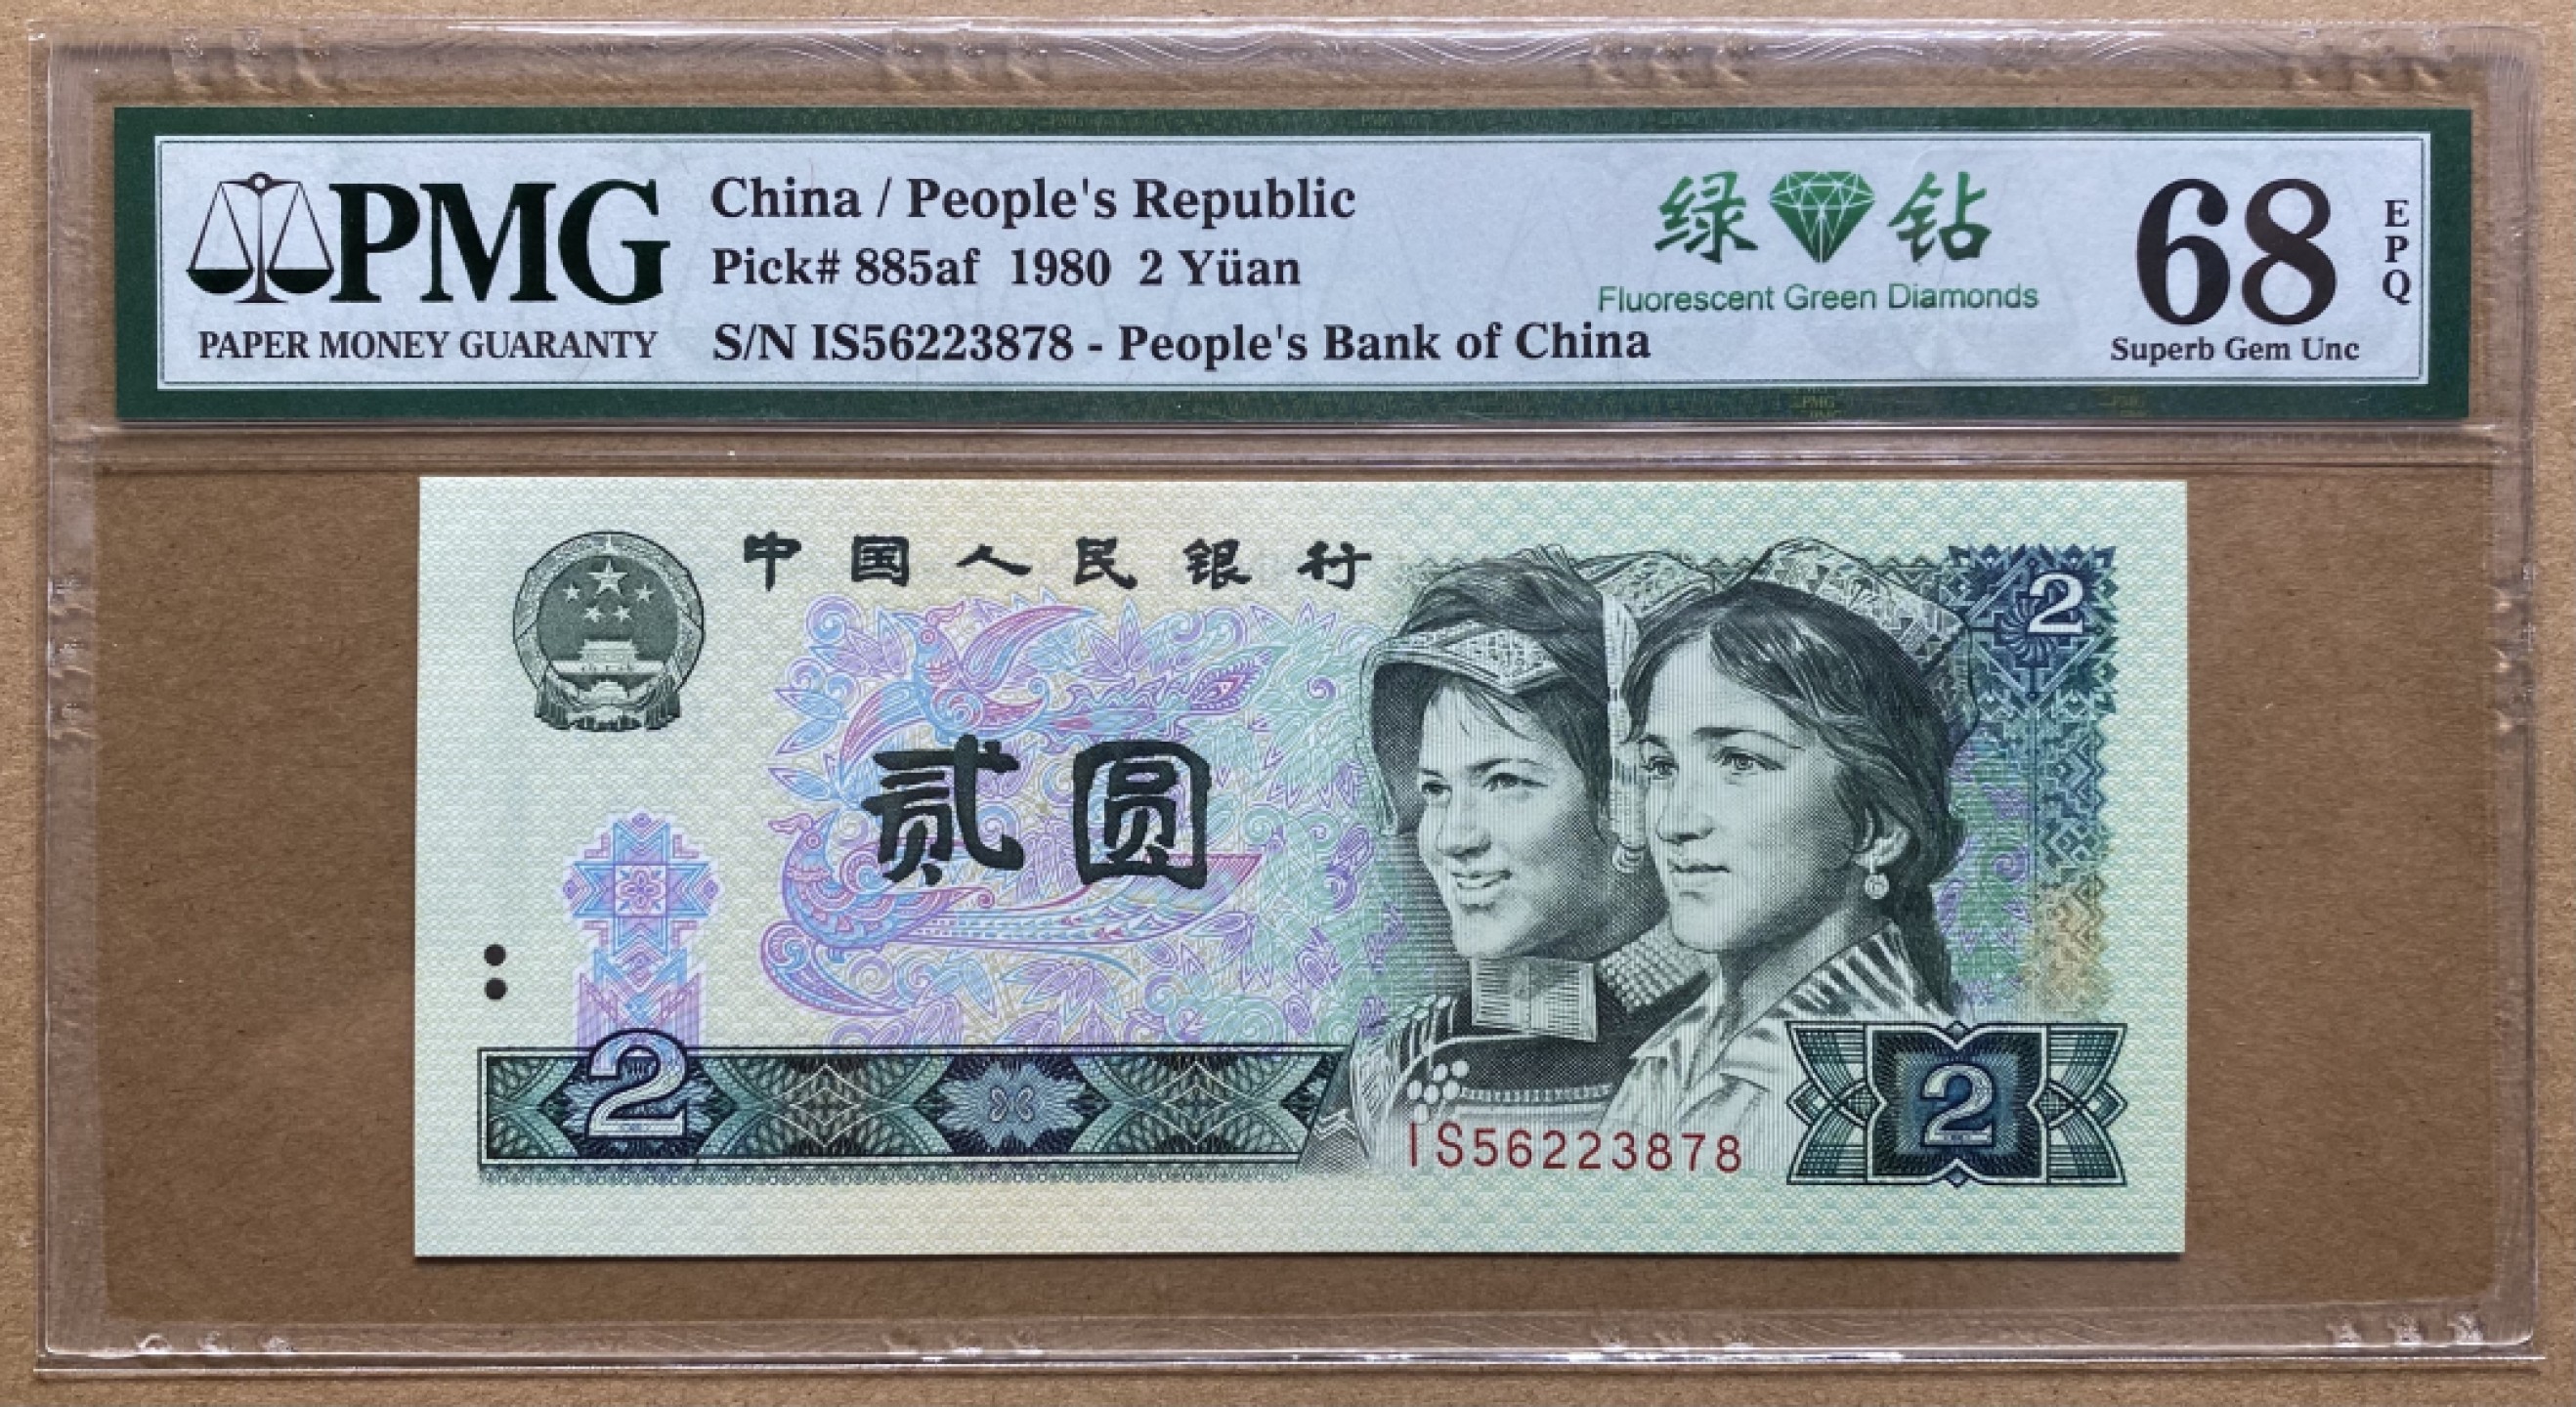 PMG
PAPER MONEY GUARANTY
China / People's Republic
Pick# 885af 1980 2 Yüan
S/N IS56223878 - People's Bank of China
绿钻
Fluorescent Green Diamonds
68
EPQ
Superb Gem Unc
中国人民银行
2
贰圆
2
2
IS56223878